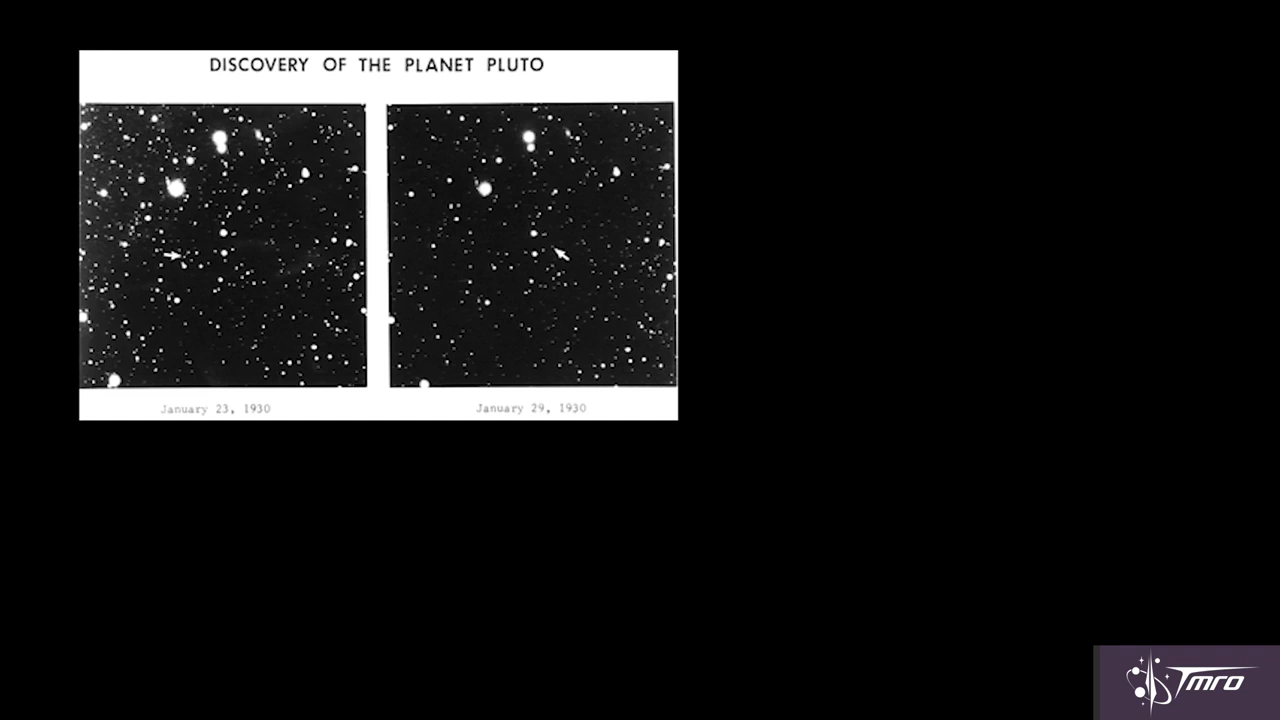 DISCOVERY OF THE PLANET PLUTO
January 23, 1930
January 29, 1930
Tmro